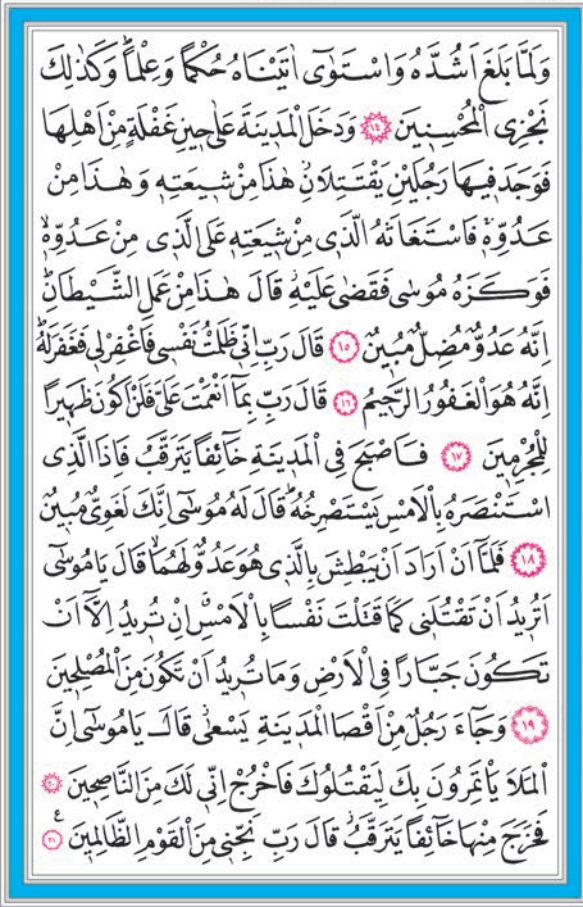 وَلَمَّا بَلَغَ اَشُدَّهُ وَاسْتَوٰٓى اٰتَيْنَاهُ حُكْمًا وَعِلْمًاۜ وَكَذٰلِكَ
نَجْزِى الْمُحْسِنٖينَ ﴿١٤﴾ وَدَخَلَ الْمَدٖينَةَ عَلٰى حٖينِ غَفْلَةٍ مِنْ اَهْلِهَا
فَوَجَدَ فٖيهَا رَجُلَيْنِ يَقْتَتِلَانِۘ هٰذَا مِنْ شٖيعَتِهٖ وَهٰذَا مِنْ
عَدُوِّهٖۚ فَاسْتَغَاثَهُ الَّذٖى مِنْ شٖيعَتِهٖ عَلَى الَّذٖى مِنْ عَدُوِّهٖۙ
فَوَكَزَهُ مُوسٰى فَقَضٰى عَلَيْهِۘ قَالَ هٰذَا مِنْ عَمَلِ الشَّيْطَانِۜ
اِنَّهُ عَدُوٌّ مُضِلٌّ مُبٖينٌ ﴿١٥﴾ قَالَ رَبِّ اِنّٖى ظَلَمْتُ نَفْسٖى فَاغْفِرْ لٖى فَغَفَرَ لَهُۜ
اِنَّهُ هُوَ الْغَفُورُ الرَّحٖيمُ ﴿١٦﴾ قَالَ رَبِّ بِمَٓا اَنْعَمْتَ عَلَىَّ فَلَنْ اَكُونَ ظَهٖيرًا
لِلْمُجْرِمٖينَ ﴿١٧﴾ فَاَصْبَحَ فِى الْمَدٖينَةِ خَٓائِفًا يَتَرَقَّبُ فَاِذَا الَّذِى
اسْتَنْصَرَهُ بِالْاَمْسِ يَسْتَصْرِخُهُۜ قَالَ لَهُ مُوسٰٓى اِنَّكَ لَغَوِىٌّ مُبٖينٌ
﴿١٨﴾ فَلَمَّٓا اَنْ اَرَادَ اَنْ يَبْطِشَ بِالَّذٖى هُوَ عَدُوٌّ لَهُمَاۙ قَالَ يَا مُوسٰٓى
اَتُرٖيدُ اَنْ تَقْتُلَنٖى كَمَا قَتَلْتَ نَفْسًا بِالْاَمْسِۗ اِنْ تُرٖيدُ اِلَّٓا اَنْ
تَكُونَ جَبَّارًا فِى الْاَرْضِ وَمَا تُرٖيدُ اَنْ تَكُونَ مِنَ الْمُصْلِحٖينَ
﴿١٩﴾ وَجَٓاءَ رَجُلٌ مِنْ اَقْصَا الْمَدٖينَةِ يَسْعٰىۘ قَالَ يَا مُوسٰٓى اِنَّ
الْمَلَاَ يَأْتَمِرُونَ بِكَ لِيَقْتُلُوكَ فَاخْرُجْ اِنّٖى لَكَ مِنَ النَّاصِحٖينَ ﴿٢٠﴾
فَخَرَجَ مِنْهَا خَٓائِفًا يَتَرَقَّبُۘ قَالَ رَبِّ نَجِّنٖى مِنَ الْقَوْمِ الظَّالِمٖينَ ﴿٢١﴾ ع